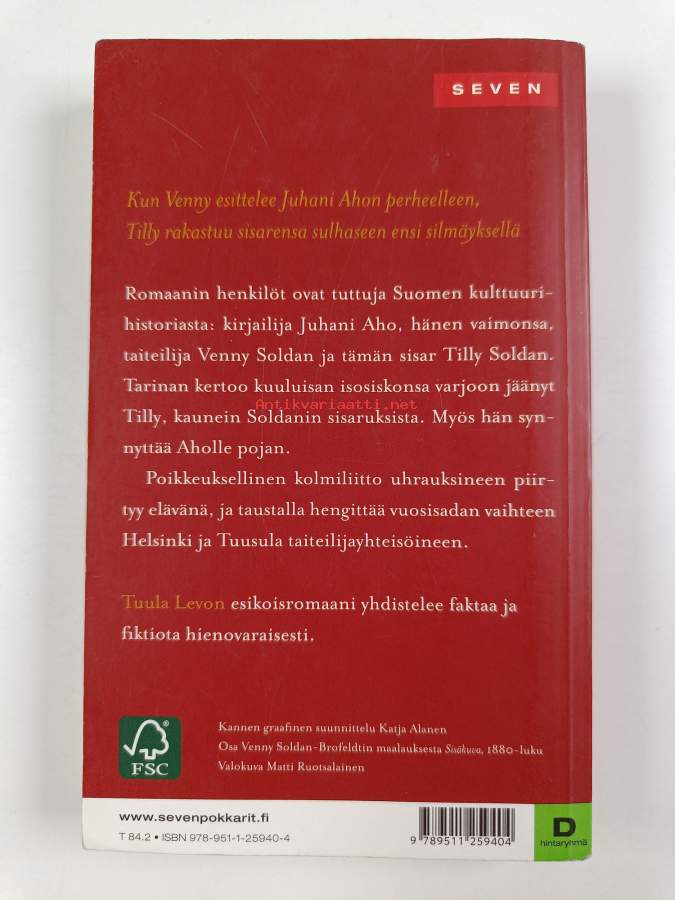 SEVEN
Kun Venny esittelee Juhani Ahon perheelleen,
Tilly rakastuu sisarensa sulhaseen ensi silmäyksellä
Romaanin henkilöt ovat tuttuja Suomen kulttuuri-
historiasta: kirjailija Juhani Aho, hänen vaimonsa,
taiteilija Venny Soldan ja tämän sisar Tilly Soldan.
Tarinan kertoo kuuluisan isosiskonsa varjoon jäänyt
Antikvariaatti.net
Tilly, kaunein Soldanin sisaruksista. Myös hän syn-
nyttää Aholle pojan.
Poikkeuksellinen kolmiliitto uhrauksineen piir-
tyy elävänä, ja taustalla hengittää vuosisadan vaihteen
Helsinki ja Tuusula taiteilijayhteisöineen.
Tuula Levon esikoisromaani yhdistelee faktaa ja
fiktiota hienovaraisesti.
Kannen graafinen suunnittelu Katja Alanen
Osa Venny Soldan-Brofeldtin maalauksesta Sisäkuva, 1880-luku
Valokuva Matti Ruotsalainen
FSC
www.sevenpokkarit.fi
T 84.2 • ISBN 978-951-1-25940-4
9 789511 259404
D
hintaryhmä